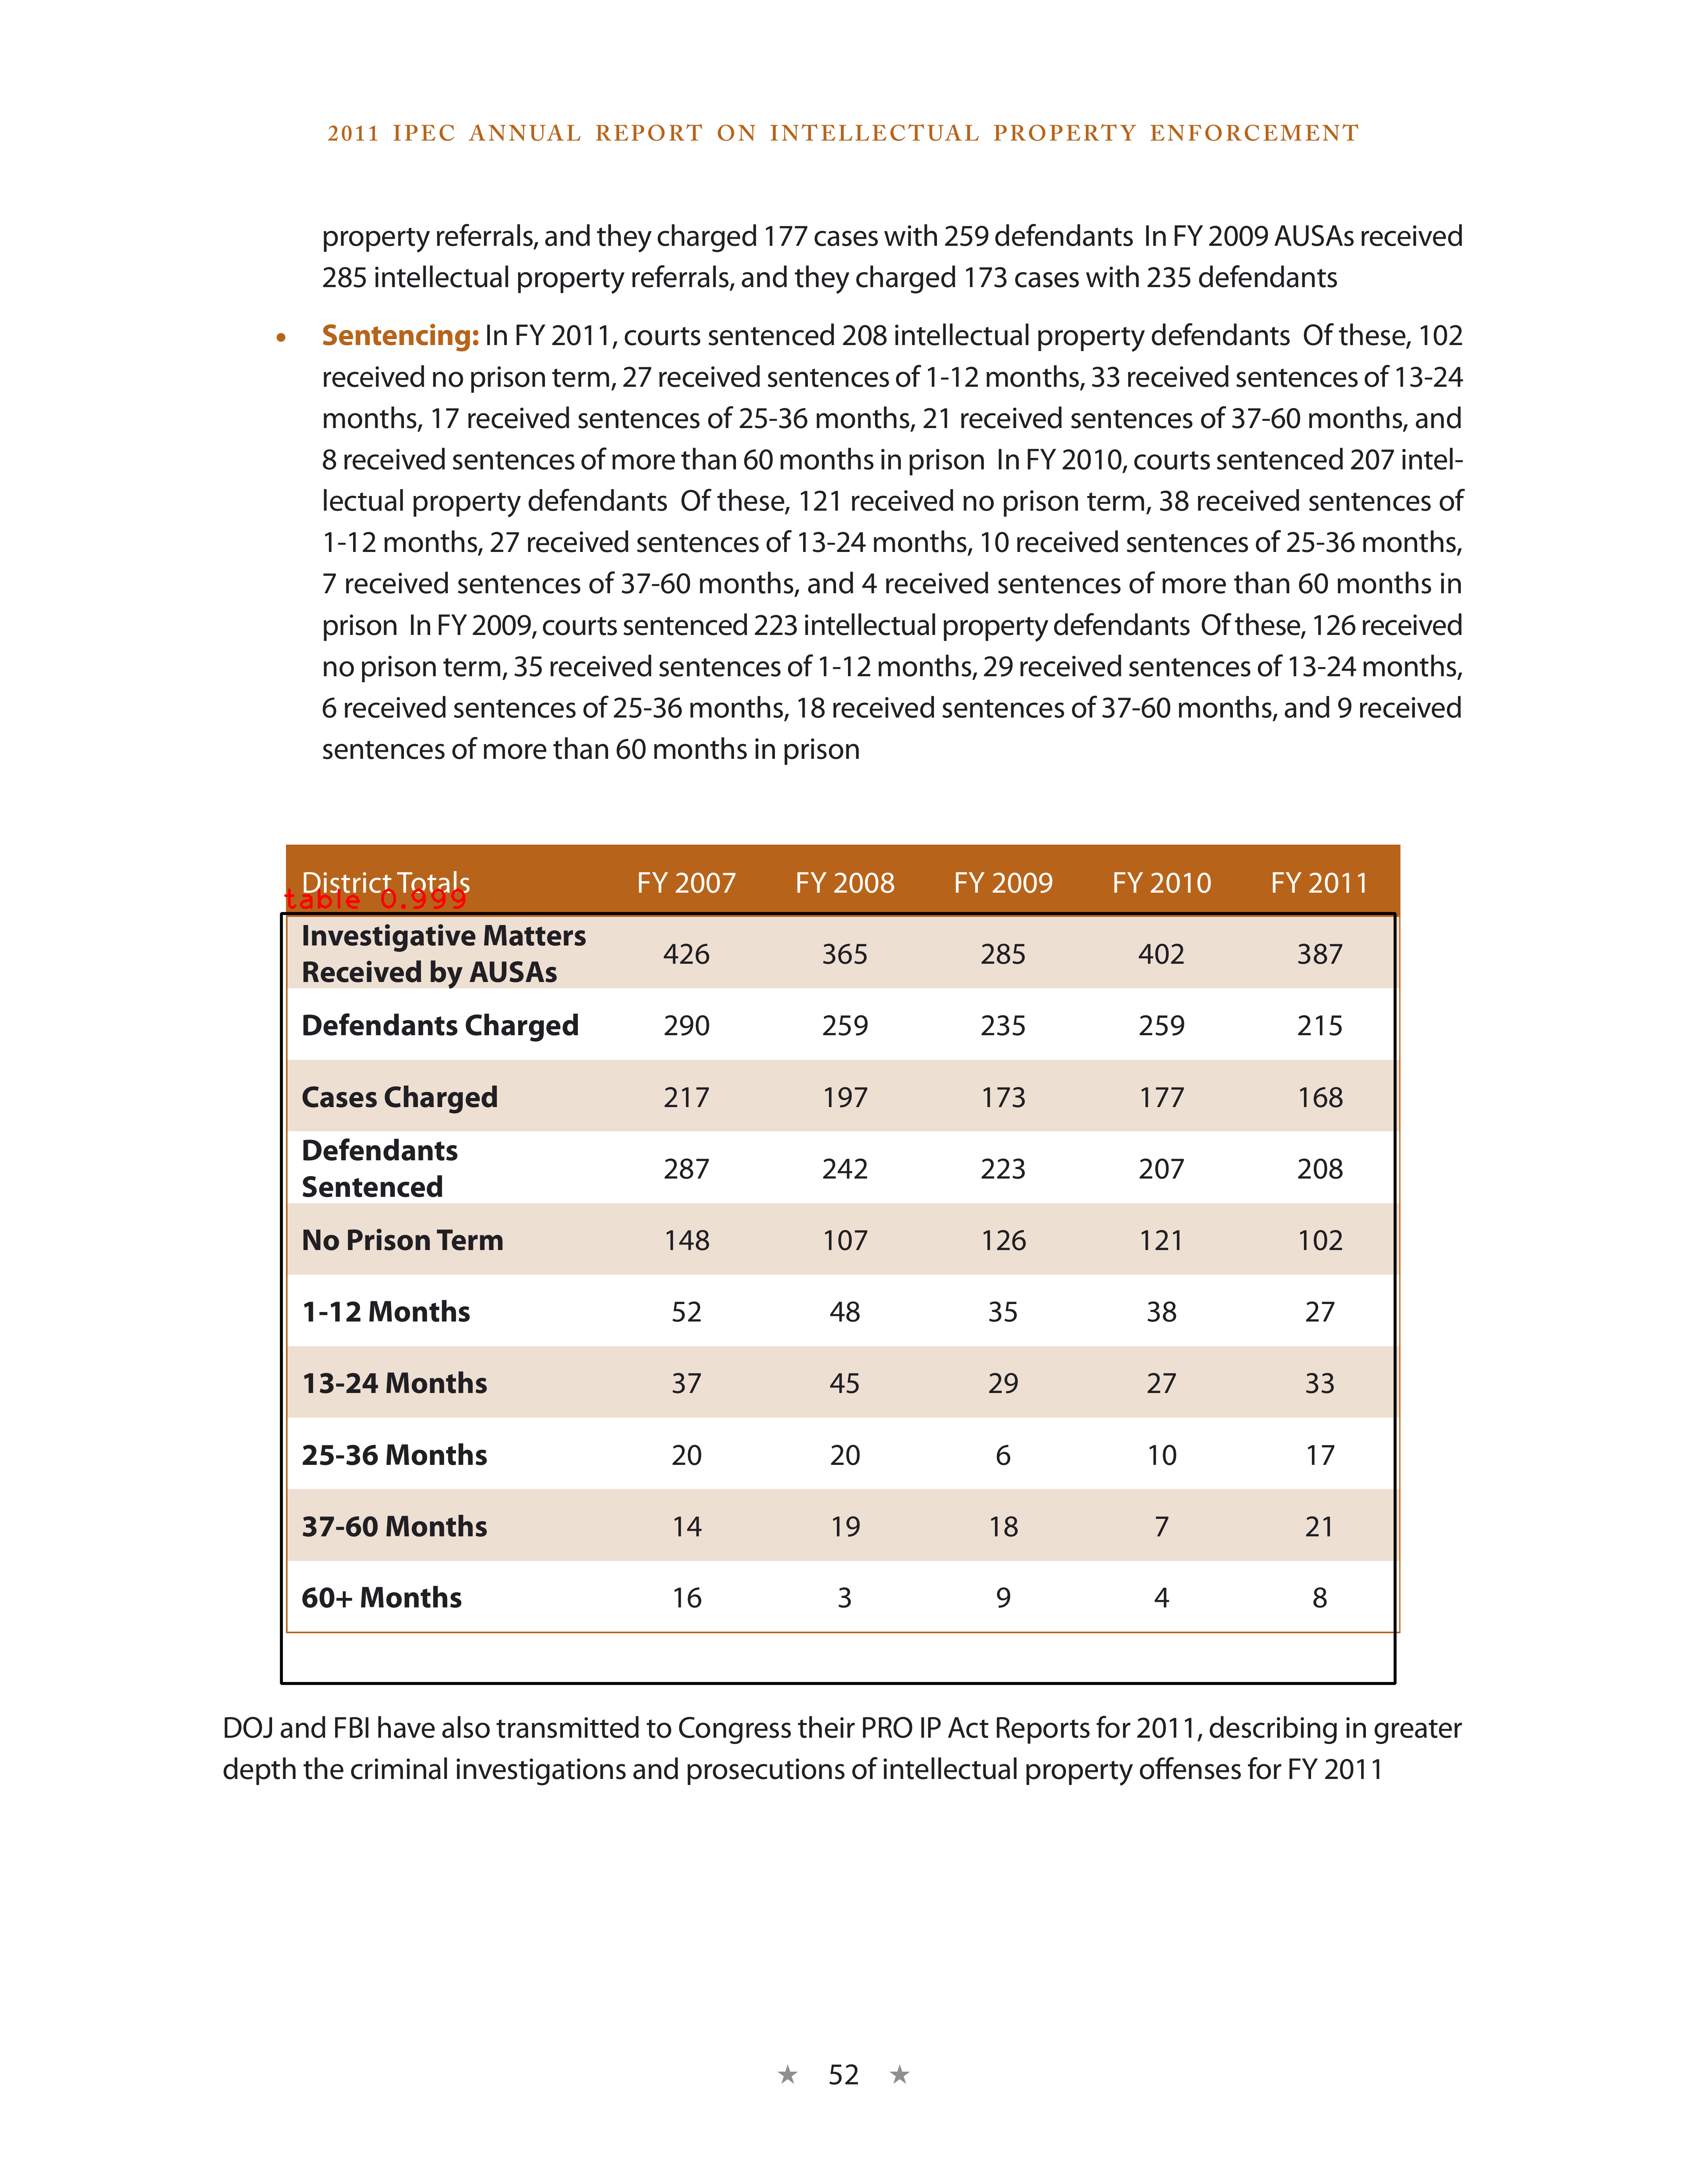 2011 IPEC ANNUAL REPORT ON INTELLECTUAL PROPERTY ENFORCEMENT
property referrals, and they charged 177 cases with 259 defendants In FY 2009 AUSAs received
285 intellectual property referrals, and they charged 173 cases with 235 defendants
• Sentencing: In FY 2011, courts sentenced 208 intellectual property defendants Of these, 102
received no prison term, 27 received sentences of 1-12 months, 33 received sentences of 13-24
months, 17 received sentences of 25-36 months, 21 received sentences of 37-60 months, and
8 received sentences of more than 60 months in prison In FY 2010, courts sentenced 207 intel-
lectual property defendants Of these, 121 received no prison term, 38 received sentences of
1-12 months, 27 received sentences of 13-24 months, 10 received sentences of 25-36 months,
7 received sentences of 37-60 months, and 4 received sentences of more than 60 months in
prison In FY 2009, courts sentenced 223 intellectual property defendants Of these, 126 received
no prison term, 35 received sentences of 1-12 months, 29 received sentences of 13-24 months,
6 received sentences of 25-36 months, 18 received sentences of 37-60 months, and 9 received
sentences of more than 60 months in prison
District Totals FY 2007 FY 2008 FY 2009 FY 2010 FY 2011
table 0.999
Investigative Matters
Received by AUSAs 426 365 285 402 387
Defendants Charged 290 259 235 259 215
Cases Charged 217 197 173 177 168
Defendants
Sentenced 287 242 223 207 208
No Prison Term 148 107 126 121 102
1-12 Months 52 48 35 38 27
13-24 Months 37 45 29 27 33
25-36 Months 20 20 6 10 17
37-60 Months 14 19 18 7 21
60+ Months 16 3 9 4 8
DOJ and FBI have also transmitted to Congress their PRO IP Act Reports for 2011, describing in greater
depth the criminal investigations and prosecutions of intellectual property offenses for FY 2011
★ 52 ★